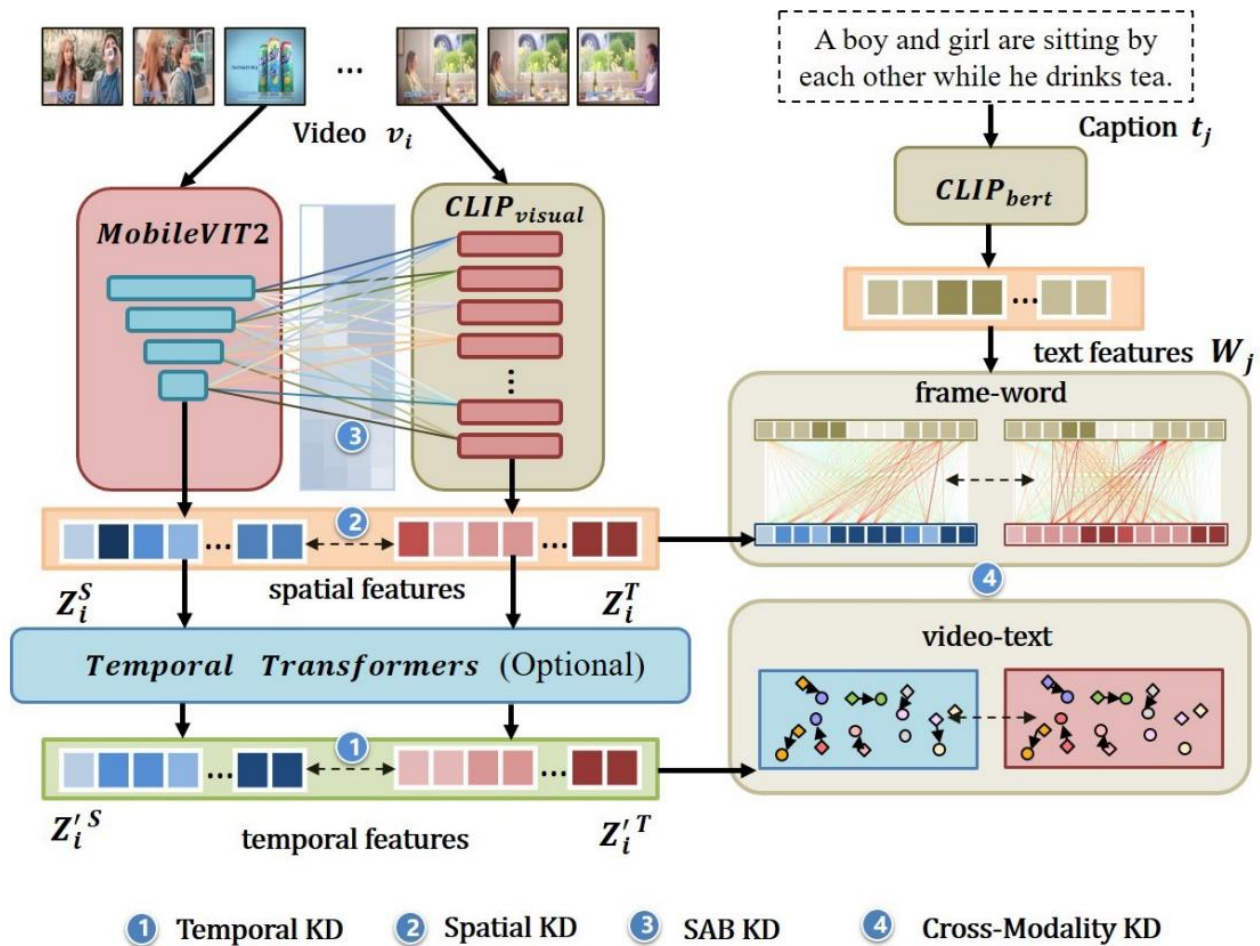 A boy and girl are sitting by
each other while he drinks tea.
...
Video v_i
Caption t_j
MobileVIT2
CLIP_visual
CLIP_bert
...
text features W_j
frame-word
3
2
... ...
spatial features
Z_i^S
Z_i^T
4
Temporal Transformers (Optional)
video-text
1
... ...
temporal features
Z_i'^S
Z_i'^T
1 Temporal KD 2 Spatial KD 3 SAB KD 4 Cross-Modality KD